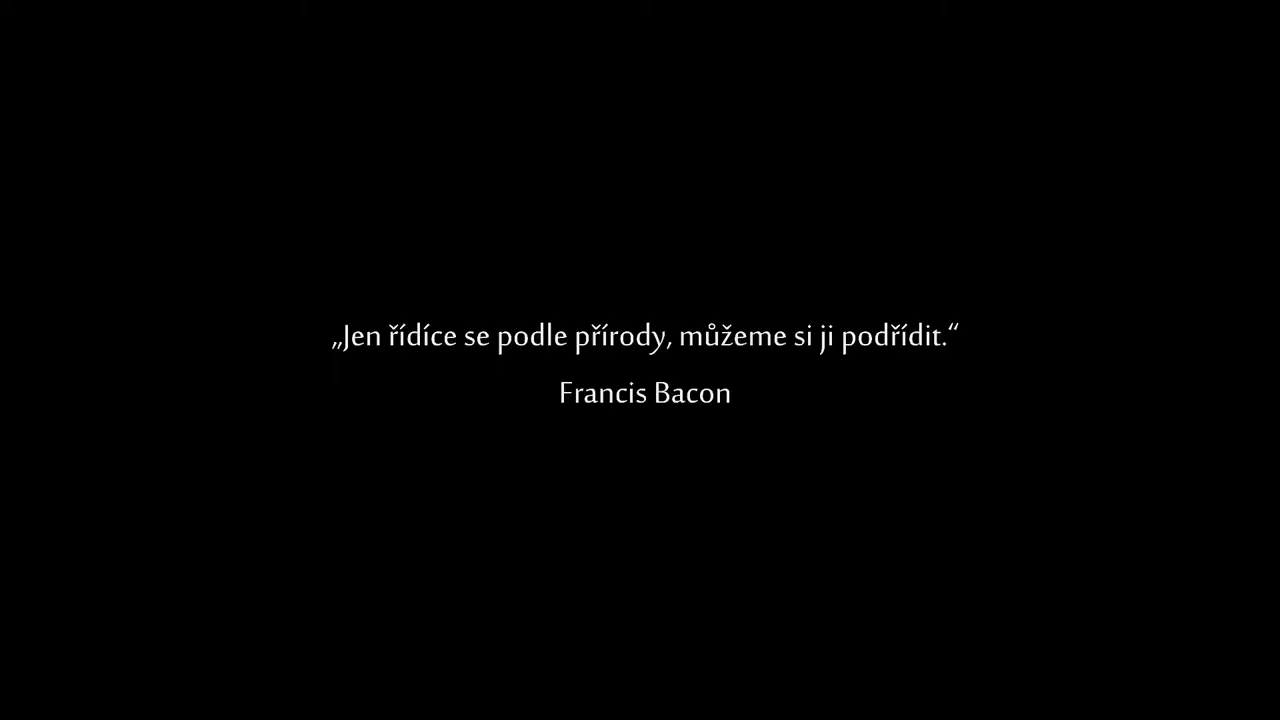 „Jen řídíce se podle přírody, můžeme si ji podřídit.“
Francis Bacon